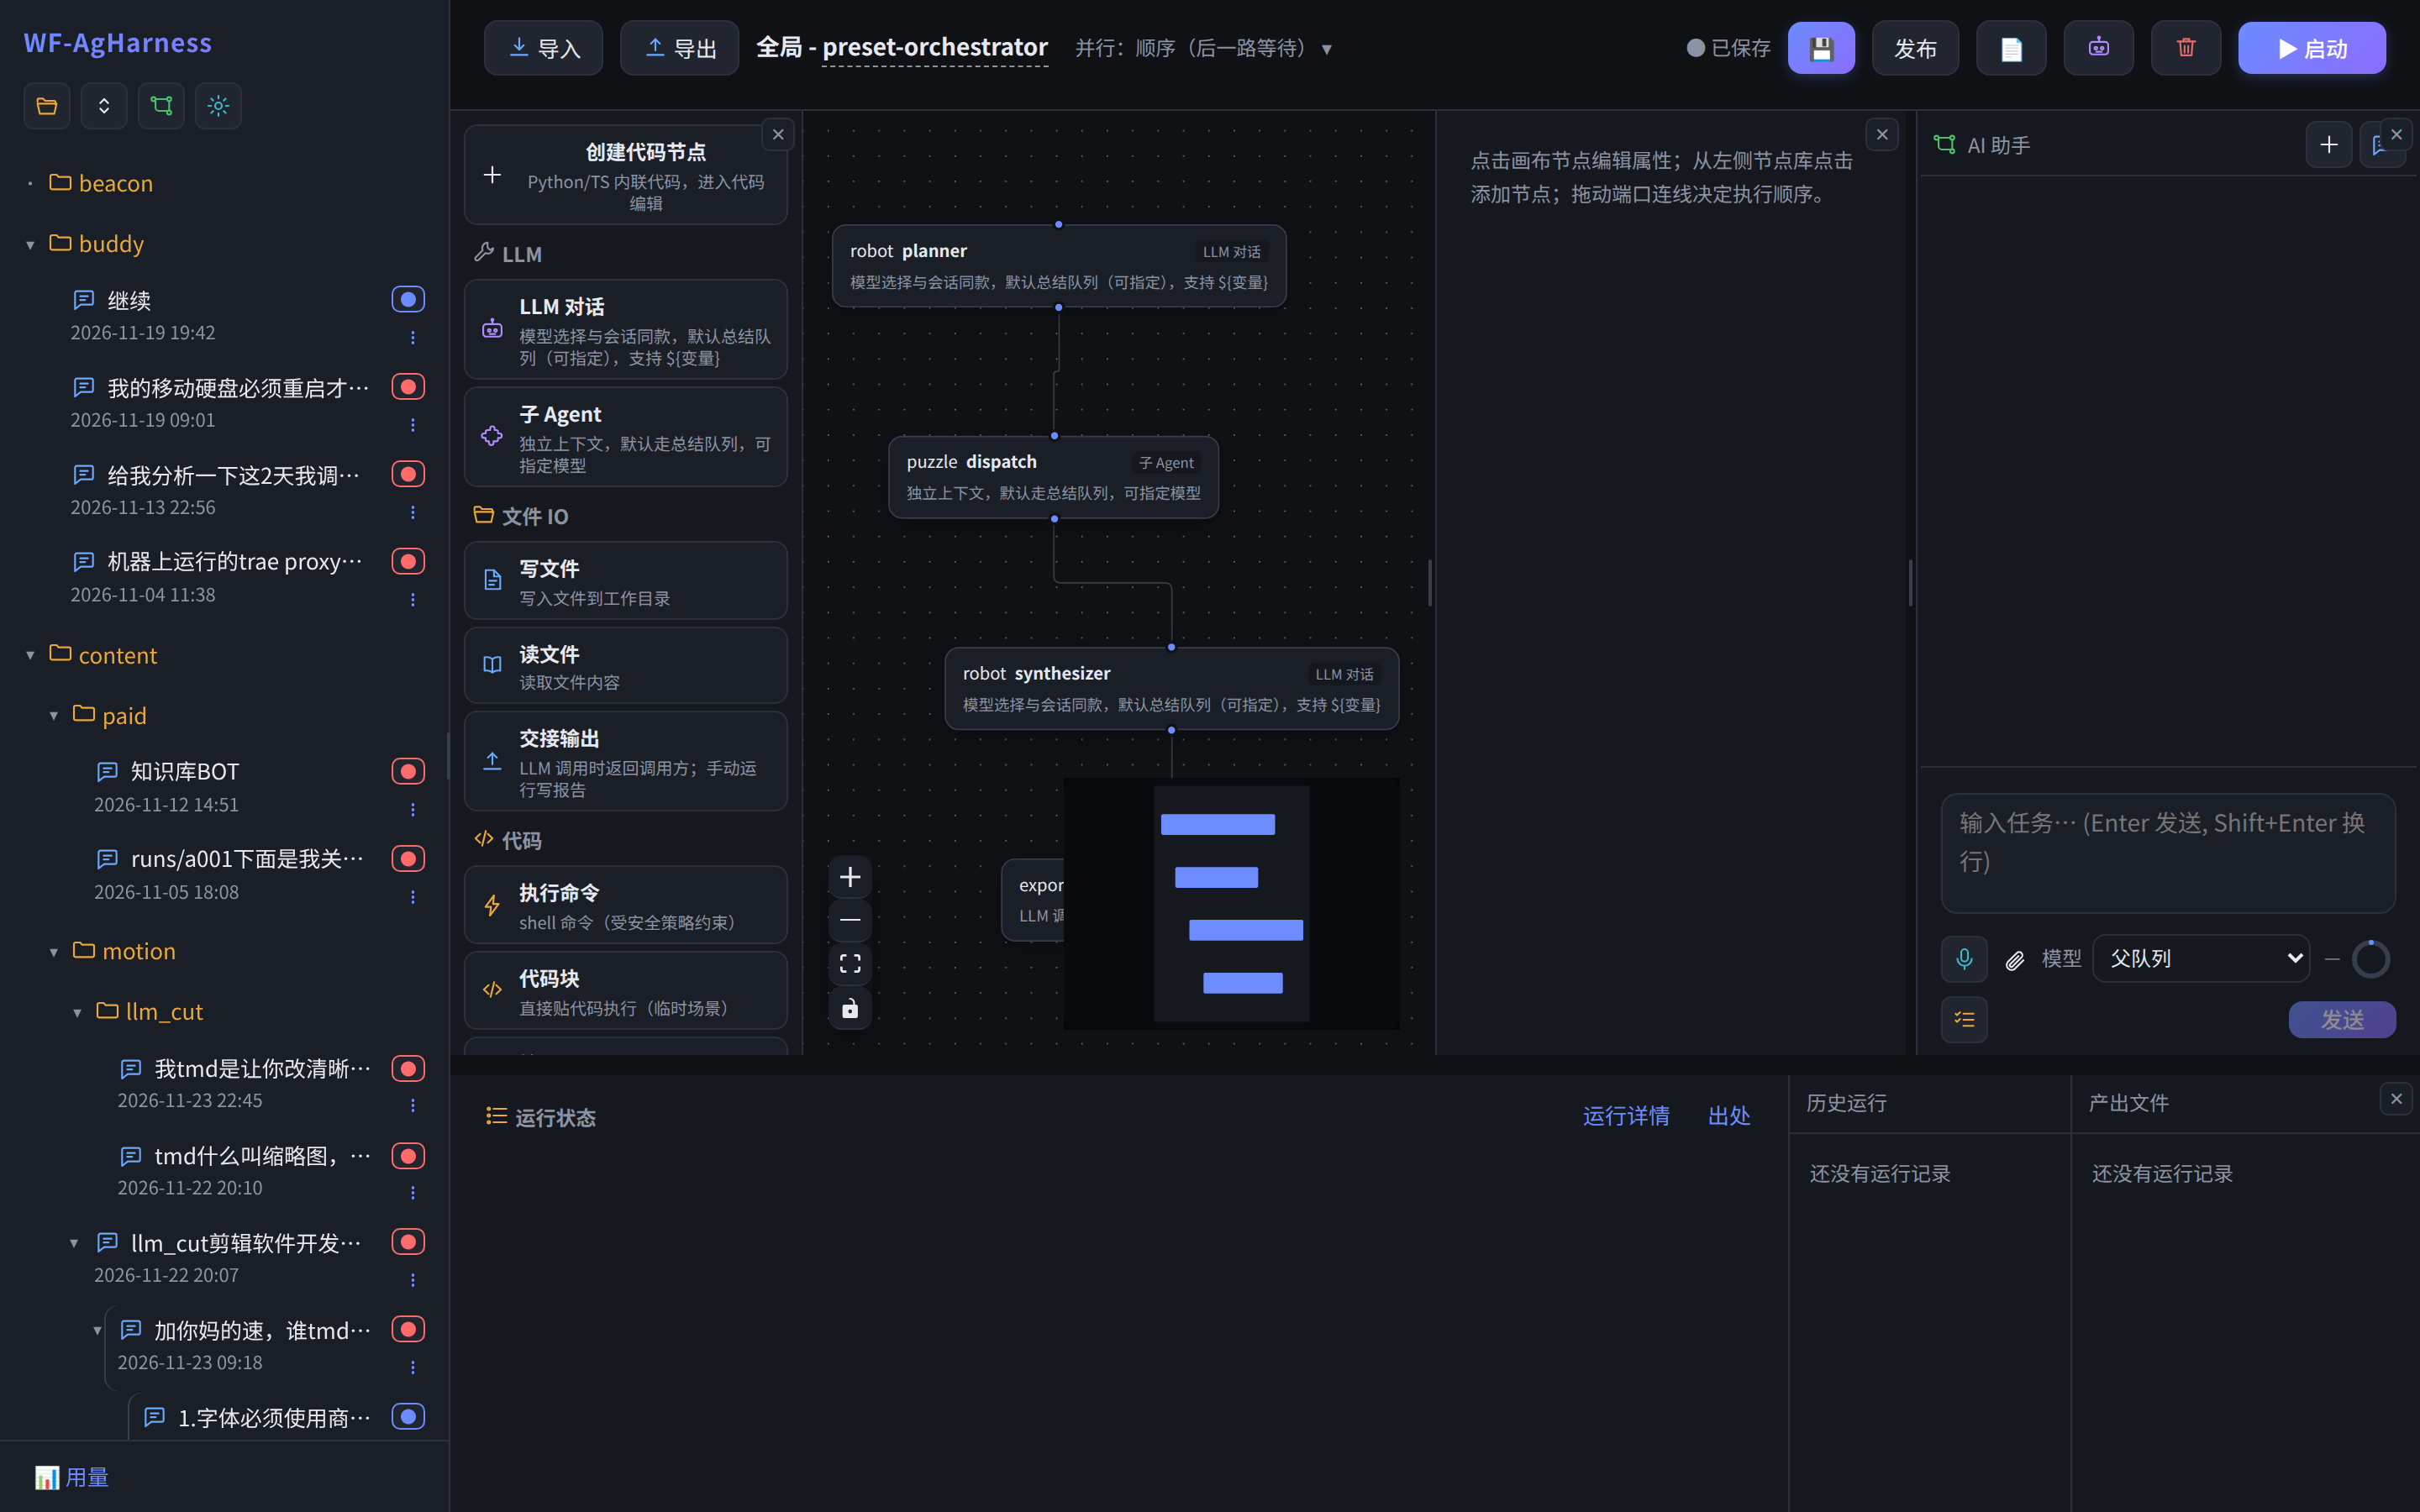 WF-AgHarness
beacon
buddy
继续
2026-11-19 19:42
我的移动硬盘必须重启才…
2026-11-19 09:01
给我分析一下这2天我调…
2026-11-13 22:56
机器上运行的trae proxy…
2026-11-04 11:38
content
paid
知识库BOT
2026-11-12 14:51
runs/a001下面是我关…
2026-11-05 18:08
motion
llm_cut
我tmd是让你改清晰…
2026-11-23 22:45
tmd什么叫缩略图，…
2026-11-22 20:10
llm_cut剪辑软件开发…
2026-11-22 20:07
加你妈的速，谁tmd…
2026-11-23 09:18
1.字体必须使用商…
用量
导入
导出
全局 - preset-orchestrator
并行：顺序（后一路等待）
已保存
发布
启动
创建代码节点
Python/TS 内联代码，进入代码
编辑
LLM
LLM 对话
模型选择与会话同款，默认总结队
列（可指定），支持 ${变量}
子 Agent
独立上下文，默认走总结队列，可
指定模型
文件 IO
写文件
写入文件到工作目录
读文件
读取文件内容
交接输出
LLM 调用时返回调用方；手动运
行写报告
代码
执行命令
shell 命令（受安全策略约束）
代码块
直接贴代码执行（临时场景）
robot planner
LLM 对话
模型选择与会话同款，默认总结队列（可指定），支持 ${变量}
puzzle dispatch
子 Agent
独立上下文，默认走总结队列，可指定模型
robot synthesizer
LLM 对话
模型选择与会话同款，默认总结队列（可指定），支持 ${变量}
expor
LLM 调
点击画布节点编辑属性；从左侧节点库点击
添加节点；拖动端口连线决定执行顺序。
AI 助手
输入任务… (Enter 发送, Shift+Enter 换
行)
模型
父队列
发送
运行状态
运行详情
出处
历史运行
还没有运行记录
产出文件
还没有运行记录